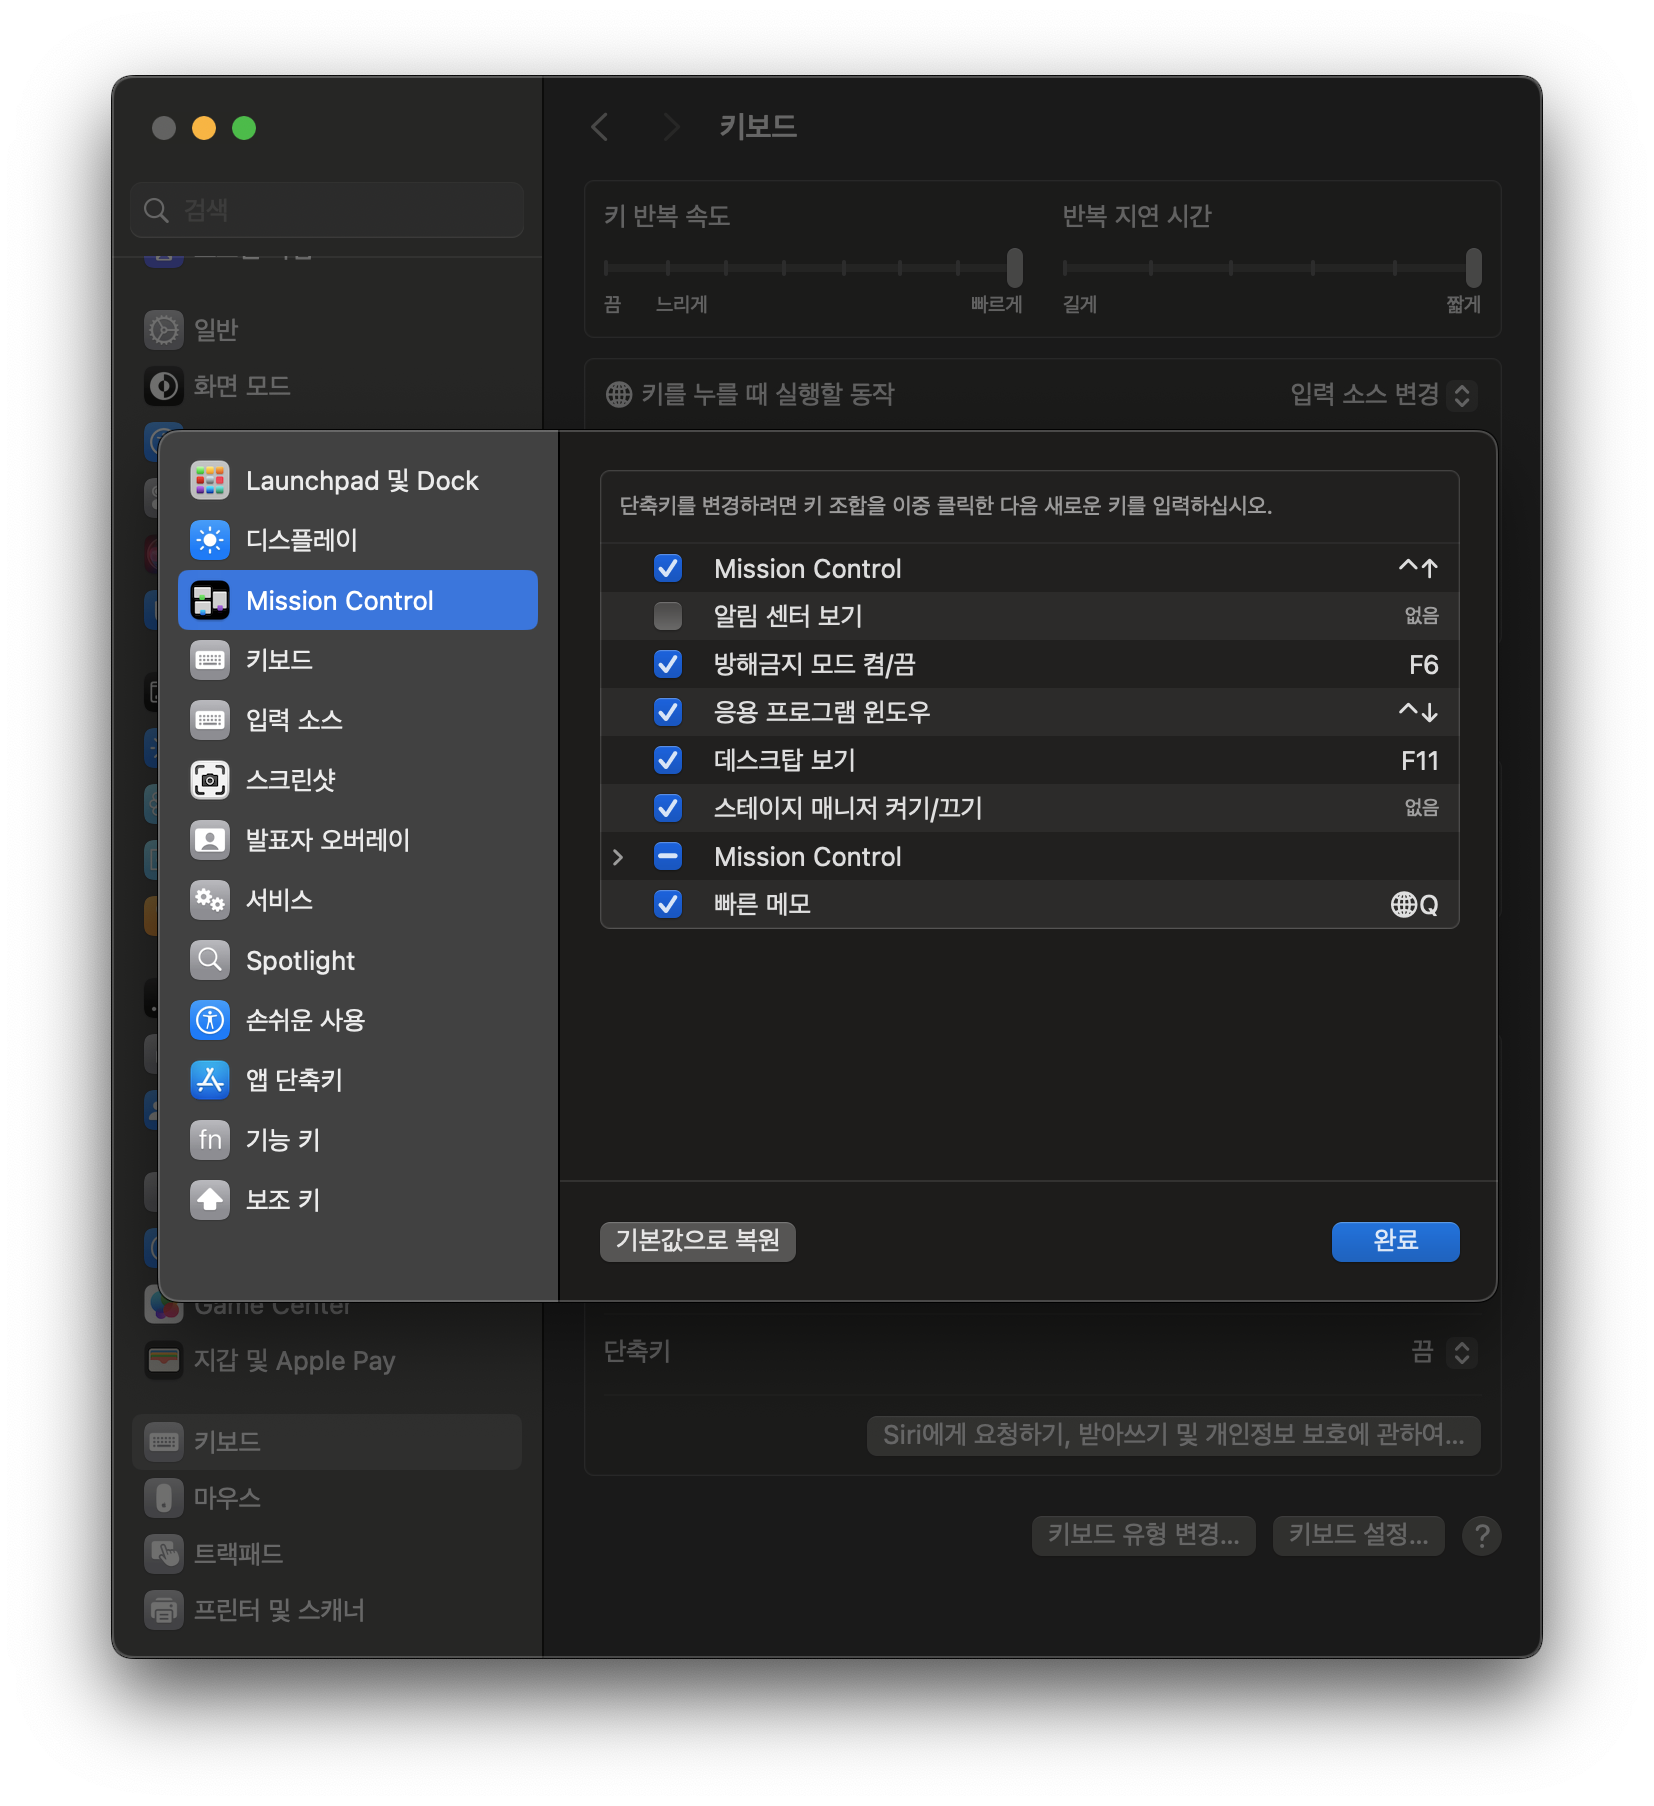 키보드
검색
키 반복 속도
반복 지연 시간
끔 느리게 빠르게
길게 짧게
일반
화면 모드
키를 누를 때 실행할 동작 입력 소스 변경
Launchpad 및 Dock
디스플레이
Mission Control
키보드
입력 소스
스크린샷
발표자 오버레이
서비스
Spotlight
손쉬운 사용
앱 단축키
fn 기능 키
보조 키
단축키를 변경하려면 키 조합을 이중 클릭한 다음 새로운 키를 입력하십시오.
Mission Control ^↑
알림 센터 보기 없음
방해금지 모드 켬/끔 F6
응용 프로그램 윈도우 ^↓
데스크탑 보기 F11
스테이지 매니저 켜기/끄기 없음
Mission Control
빠른 메모 Q
기본값으로 복원
완료
Game Center
지갑 및 Apple Pay
키보드
마우스
트랙패드
프린터 및 스캐너
단축키 끔
Siri에게 요청하기, 받아쓰기 및 개인정보 보호에 관하여...
키보드 유형 변경...
키보드 설정...
?